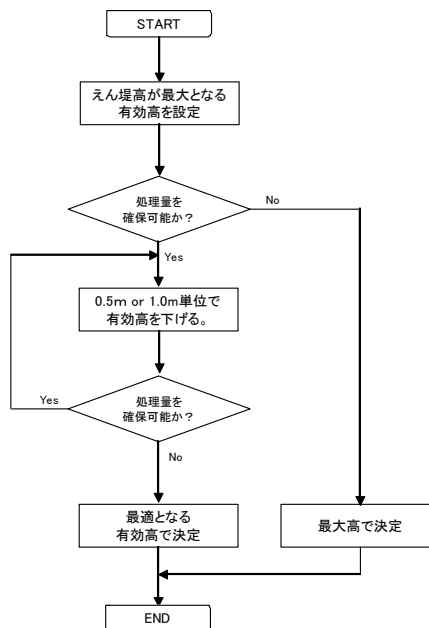 START
えん堤高が最大となる
有効高を設定
処理量を
確保可能か？
No
Yes
0.5m or 1.0m単位で
有効高を下げる。
処理量を
確保可能か？
Yes
No
最適となる
有効高で決定
最大高で決定
END